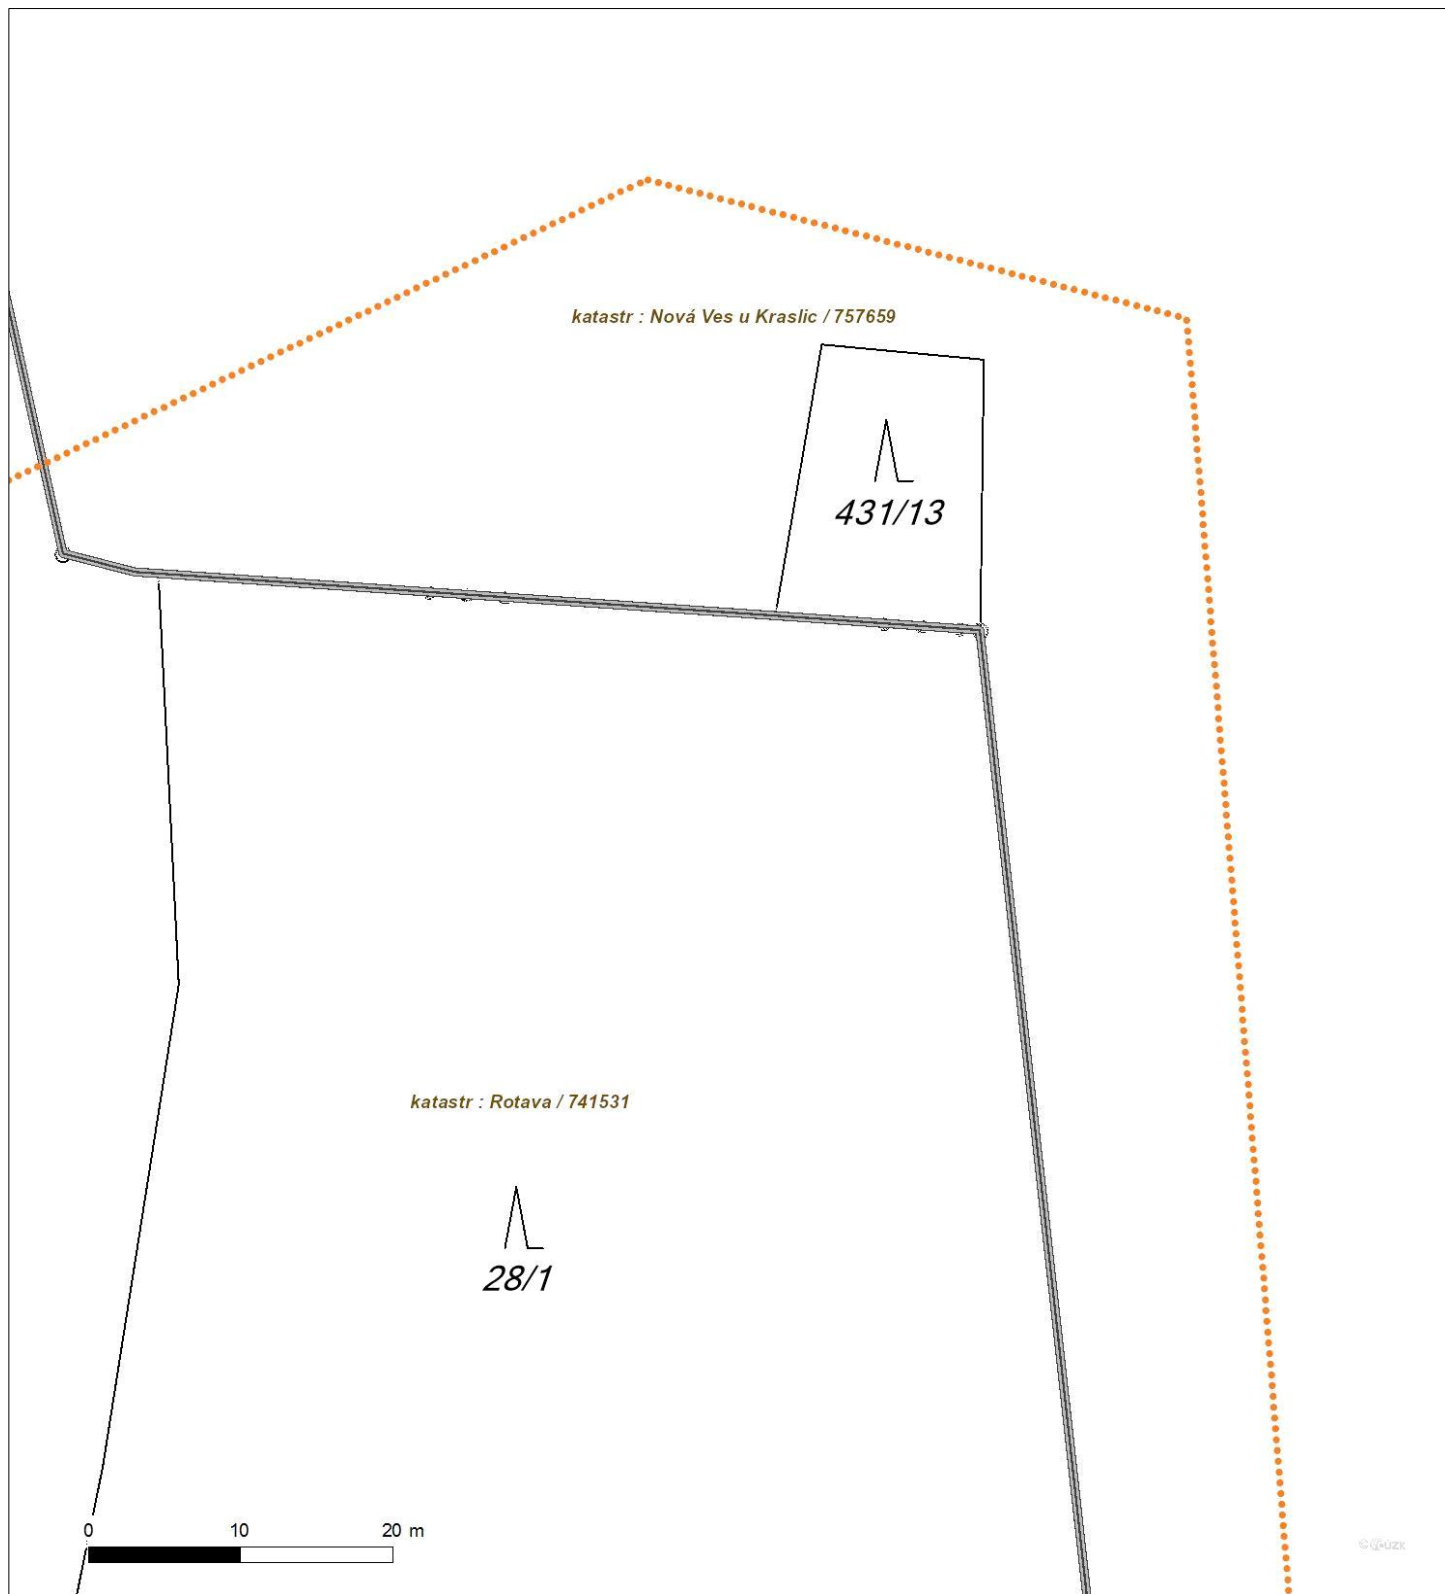 katastr : Nová Ves u Kraslic / 757659
431/13
katastr : Rotava / 741531
28/1
0 10 20 m